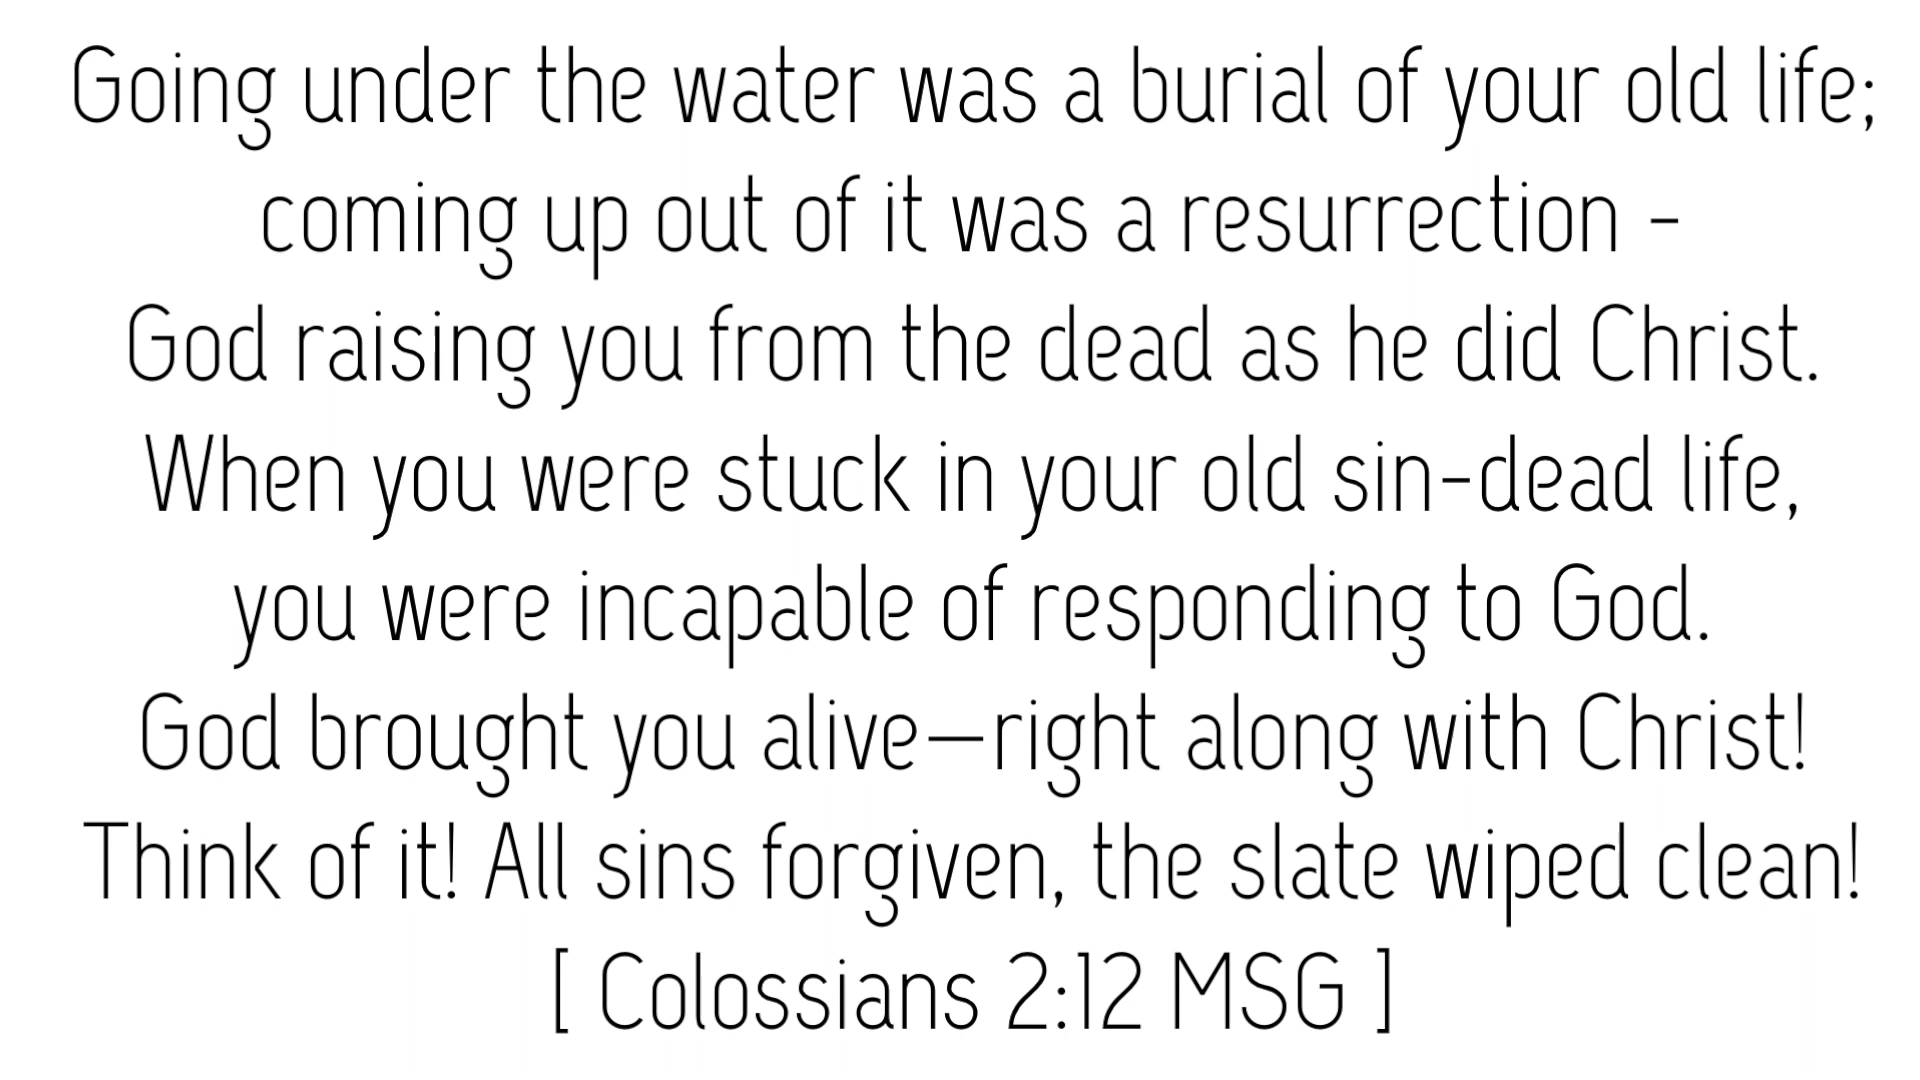 Going under the water was a burial of your old life;
coming up out of it was a resurrection -
God raising you from the dead as he did Christ.
When you were stuck in your old sin-dead life,
you were incapable of responding to God.
God brought you alive—right along with Christ!
Think of it! All sins forgiven, the slate wiped clean!
[ Colossians 2:12 MSG ]